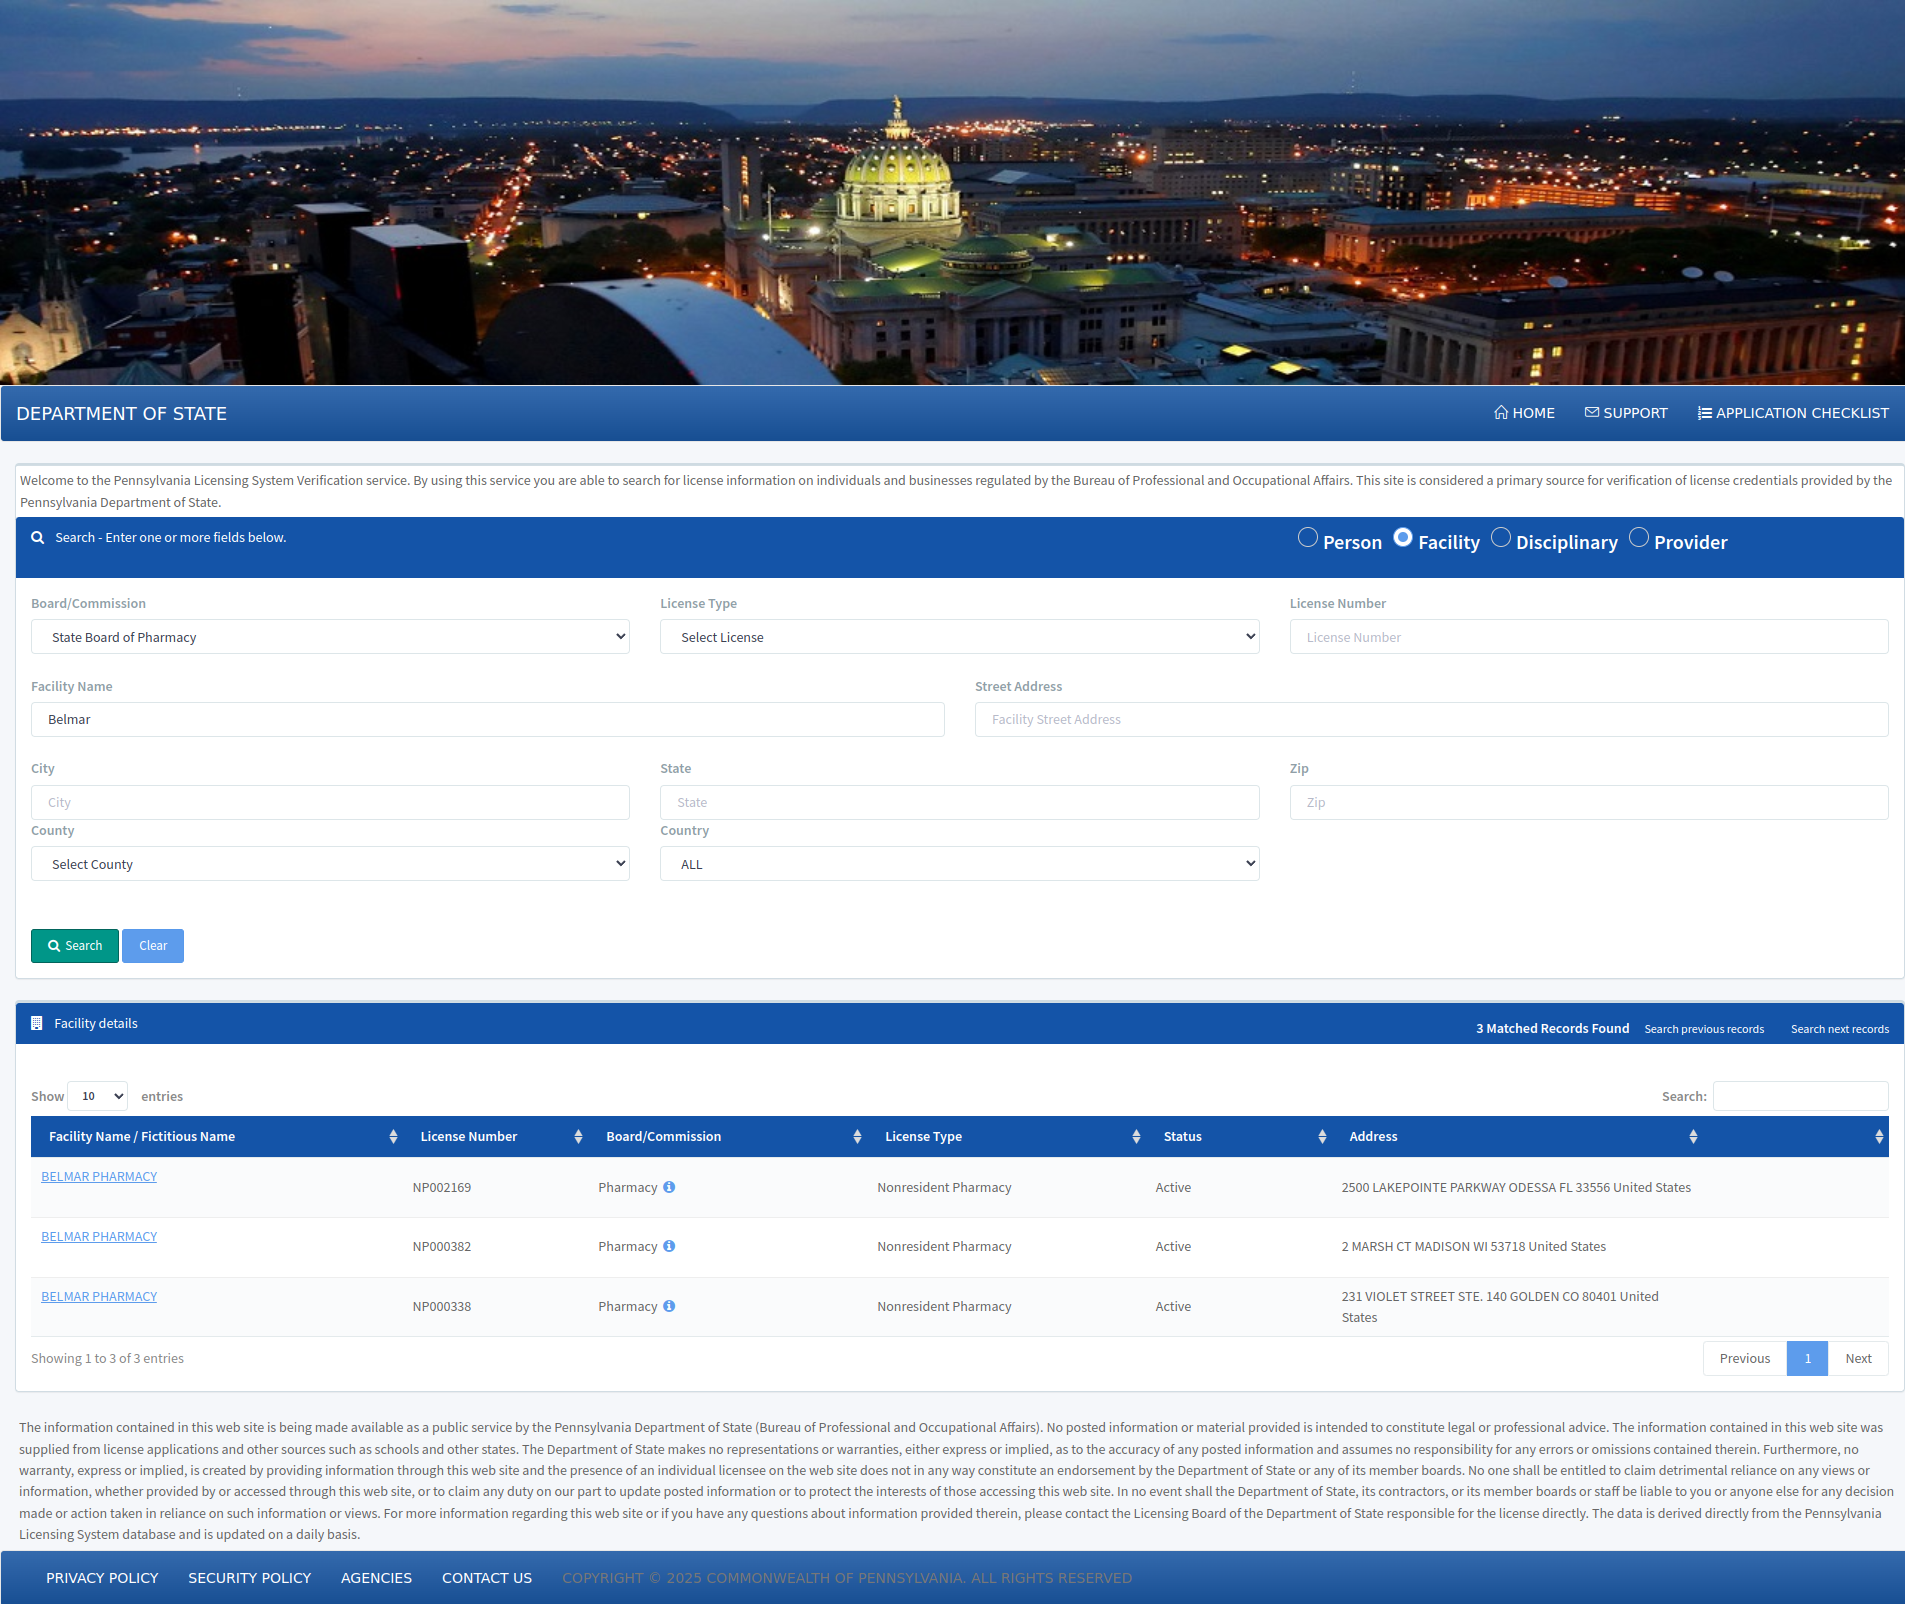 DEPARTMENT OF STATE
HOME SUPPORT APPLICATION CHECKLIST
Welcome to the Pennsylvania Licensing System Verification service. By using this service you are able to search for license information on individuals and businesses regulated by the Bureau of Professional and Occupational Affairs. This site is considered a primary source for verification of license credentials provided by the
Pennsylvania Department of State.
Search - Enter one or more fields below.
Person Facility Disciplinary Provider
Board/Commission License Type License Number
State Board of Pharmacy Select License License Number
Facility Name Street Address
Belmar Facility Street Address
City State Zip
City State Zip
County Country
Select County ALL
Search Clear
Facility details
3 Matched Records Found Search previous records Search next records
Show 10 entries Search:
Facility Name / Fictitious Name License Number Board/Commission License Type Status Address
BELMAR PHARMACY NP002169 Pharmacy Nonresident Pharmacy Active 2500 LAKEPOINTE PARKWAY ODESSA FL 33556 United States
BELMAR PHARMACY NP000382 Pharmacy Nonresident Pharmacy Active 2 MARSH CT MADISON WI 53718 United States
BELMAR PHARMACY NP000338 Pharmacy Nonresident Pharmacy Active 231 VIOLET STREET STE. 140 GOLDEN CO 80401 United
States
Showing 1 to 3 of 3 entries
Previous 1 Next
The information contained in this web site is being made available as a public service by the Pennsylvania Department of State (Bureau of Professional and Occupational Affairs). No posted information or material provided is intended to constitute legal or professional advice. The information contained in this web site was
supplied from license applications and other sources such as schools and other states. The Department of State makes no representations or warranties, either express or implied, as to the accuracy of any posted information and assumes no responsibility for any errors or omissions contained therein. Furthermore, no
warranty, express or implied, is created by providing information through this web site and the presence of an individual licensee on the web site does not in any way constitute an endorsement by the Department of State or any of its member boards. No one shall be entitled to claim detrimental reliance on any views or
information, whether provided by or accessed through this web site, or to claim any duty on our part to update posted information or to protect the interests of those accessing this web site. In no event shall the Department of State, its contractors, or its member boards or staff be liable to you or anyone else for any decision
made or action taken in reliance on such information or views. For more information regarding this web site or if you have any questions about information provided therein, please contact the Licensing Board of the Department of State responsible for the license directly. The data is derived directly from the Pennsylvania
Licensing System database and is updated on a daily basis.
PRIVACY POLICY SECURITY POLICY AGENCIES CONTACT US COPYRIGHT © 2025 COMMONWEALTH OF PENNSYLVANIA. ALL RIGHTS RESERVED